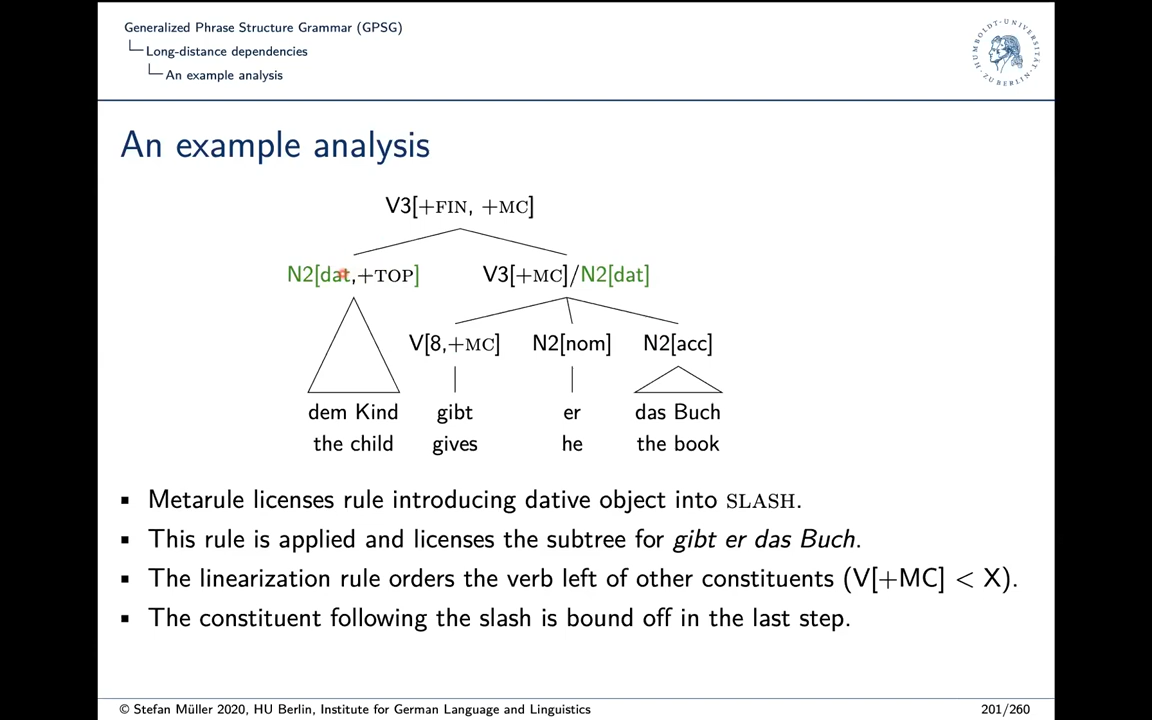 Generalized Phrase Structure Grammar (GPSG)
Long-distance dependencies
An example analysis
HUMBOLDT-UNIVERSITÄT ZU BERLIN
An example analysis
V3[+FIN, +MC]
N2[dat,+TOP] V3[+MC]/N2[dat]
V[8,+MC] N2[nom] N2[acc]
dem Kind gibt er das Buch
the child gives he the book
▪ Metarule licenses rule introducing dative object into SLASH.
▪ This rule is applied and licenses the subtree for gibt er das Buch.
▪ The linearization rule orders the verb left of other constituents (V[+MC] < X).
▪ The constituent following the slash is bound off in the last step.
© Stefan Müller 2020, HU Berlin, Institute for German Language and Linguistics 201/260